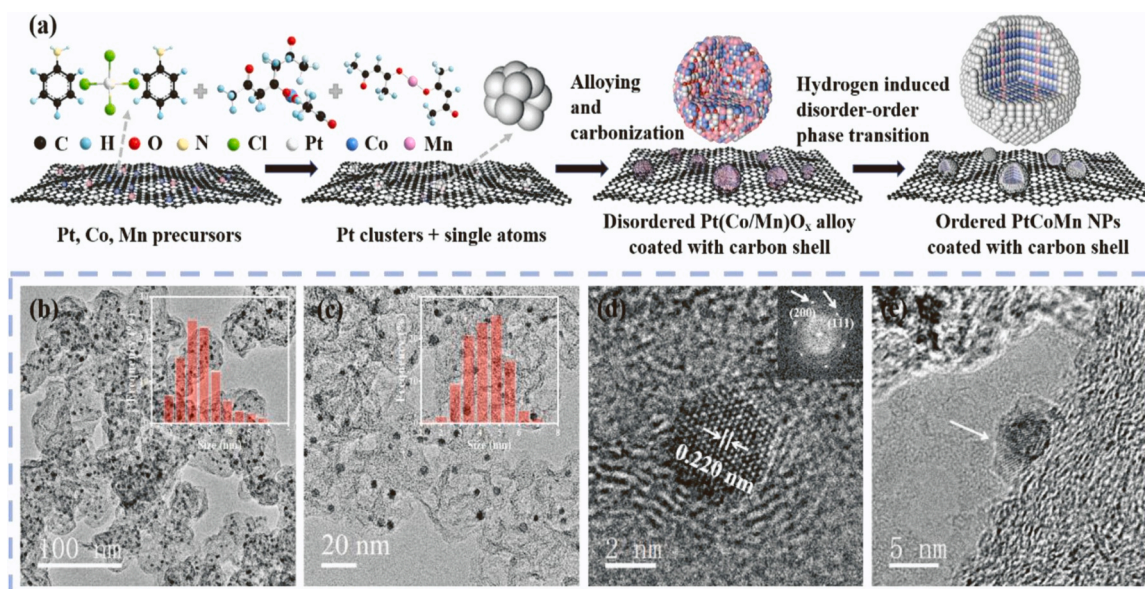 (a)
Alloying
and
carbonization
Hydrogen induced
disorder-order
phase transition
C H O N Cl Pt Co Mn
Pt, Co, Mn precursors
Pt clusters + single atoms
Disordered Pt(Co/Mn)Oₓ alloy
coated with carbon shell
Ordered PtCoMn NPs
coated with carbon shell
(b)
Size (nm)
100 nm
(c)
Size (nm)
9
20 nm
(d)
(200)
(111)
0.220 nm
2 nm
(e)
5 nm